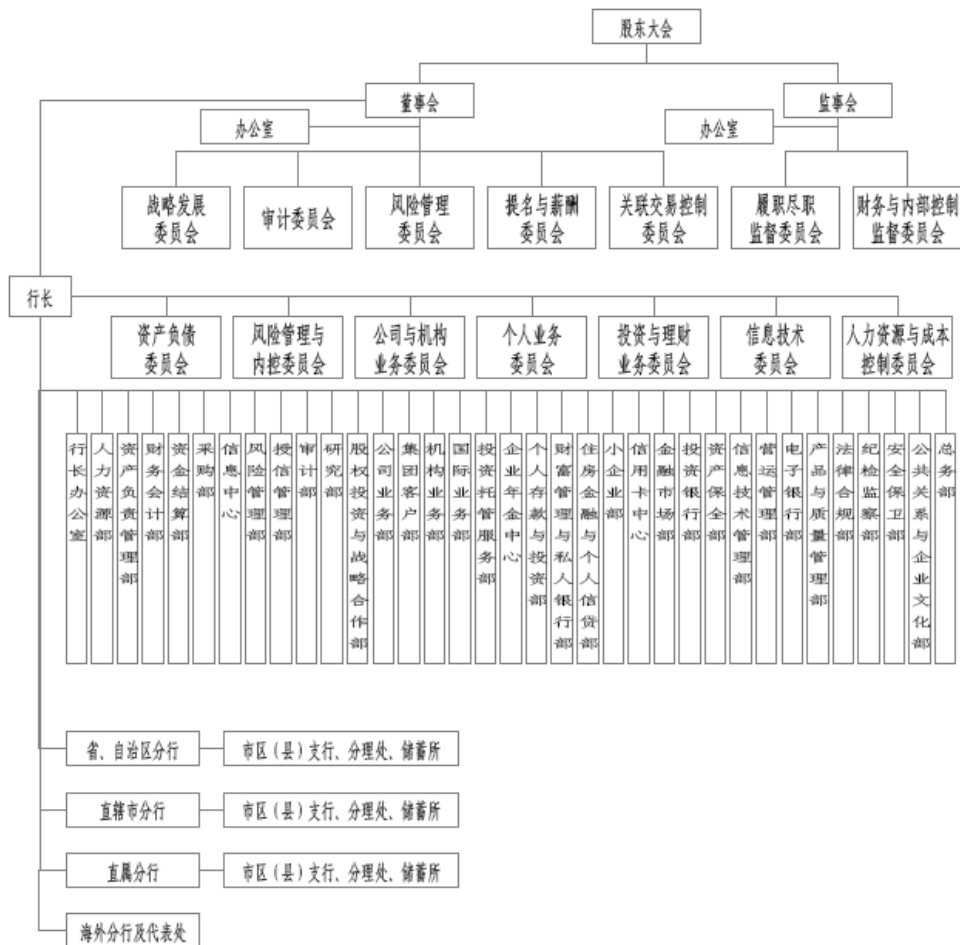 股东大会
董事会
监事会
办公室
办公室
战略发展
委员会
审计委员会
风险管理
委员会
提名与薪酬
委员会
关联交易控制
委员会
履职尽职
监督委员会
财务与内部控制
监督委员会
行长
资产负债
委员会
风险管理与
内控委员会
公司与机构
业务委员会
个人业务
委员会
投资与理财
业务委员会
信息技术
委员会
人力资源与成本
控制委员会
行长办公室
人力资源部
资产负责管理部
财务会计部
资金结算部
采购部
信息中心
风险管理部
授信管理部
审计部
研究部
股权投资与战略合作部
公司业务部
集团客户部
机构业务部
国际业务部
投资托管服务部
企业年金中心
个人存款与投资部
财富管理与私人银行部
住房金融与个人信贷部
小企业部
信用卡中心
金融市场部
投资银行部
资产保全部
信息技术管理部
营运管理部
电子银行部
产品与质量管理部
法律合规部
纪检监察部
安全保卫部
公共关系与企业文化部
总务部
省、自治区分行
市区（县）支行、分理处、储蓄所
直辖市分行
市区（县）支行、分理处、储蓄所
直属分行
市区（县）支行、分理处、储蓄所
海外分行及代表处